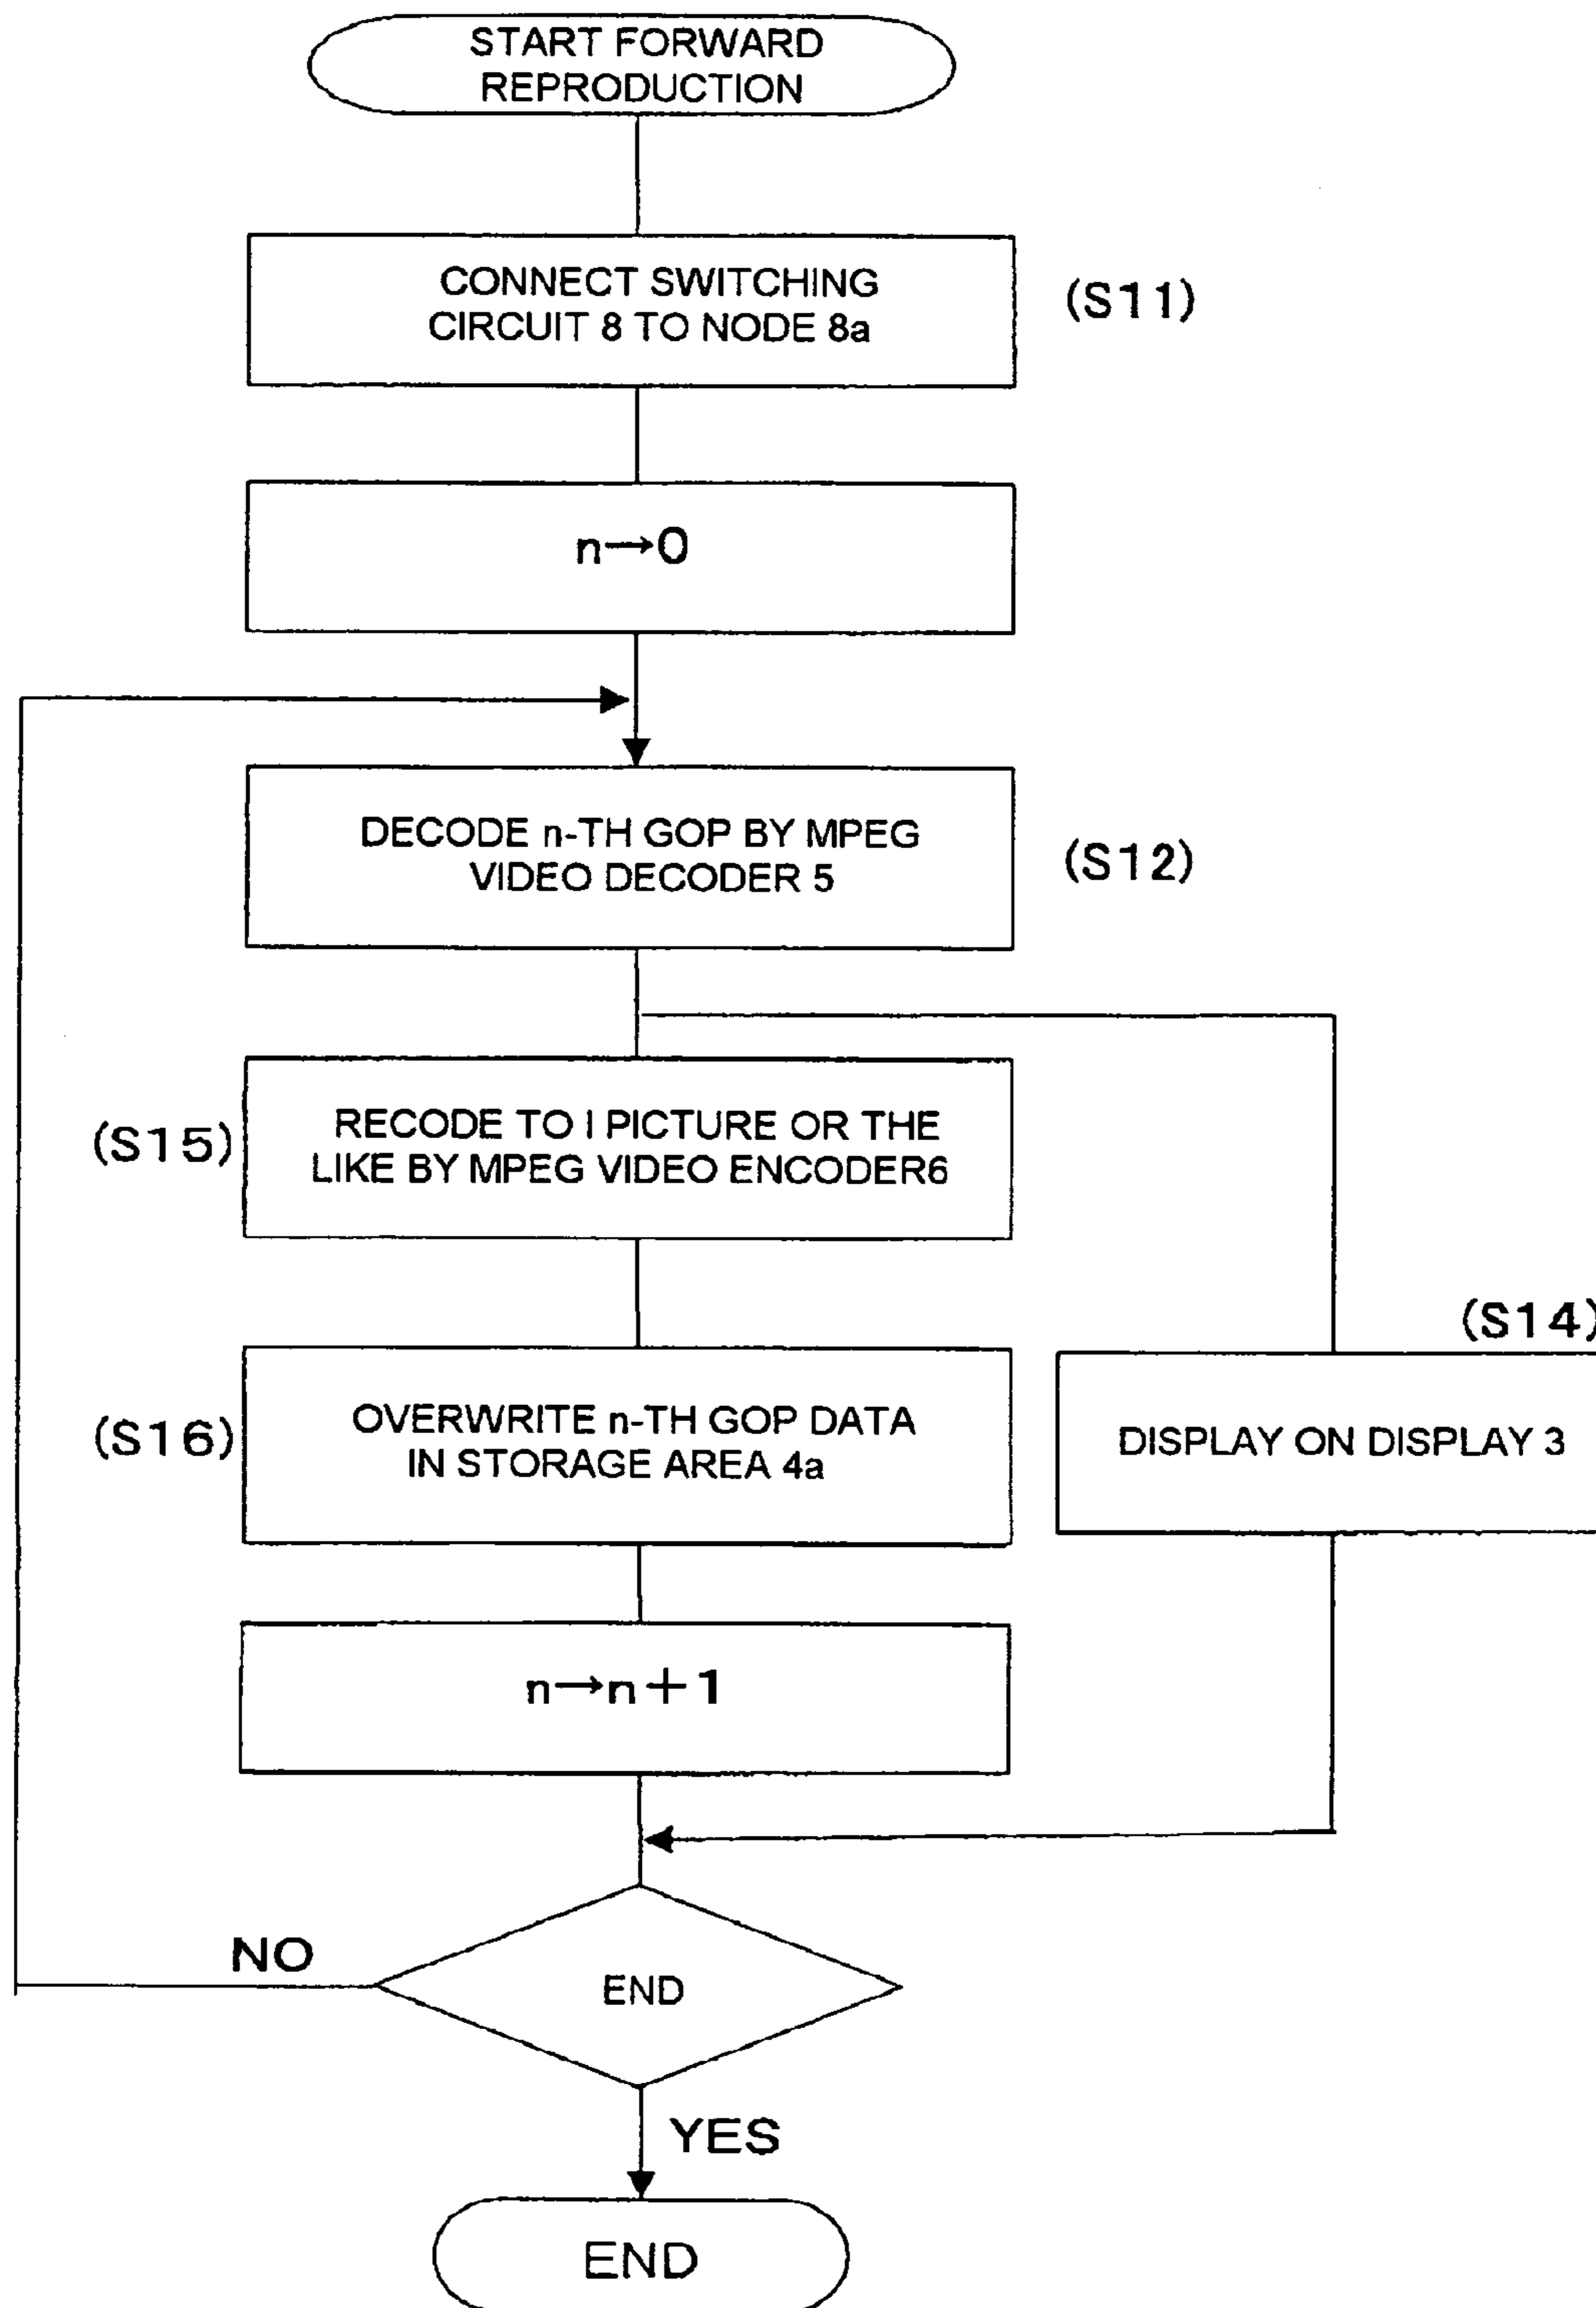 START FORWARD
REPRODUCTION
CONNECT SWITCHING
CIRCUIT 8 TO NODE 8a
(S11)
n→0
DECODE n-TH GOP BY MPEG
VIDEO DECODER 5
(S12)
(S15)
RECODE TO I PICTURE OR THE
LIKE BY MPEG VIDEO ENCODER6
(S14)
DISPLAY ON DISPLAY 3
(S16)
OVERWRITE n-TH GOP DATA
IN STORAGE AREA 4a
n→n+1
NO
END
YES
END